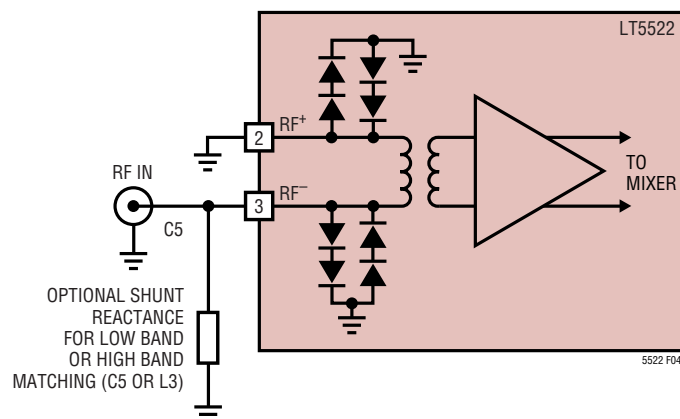 LT5522
RF+
2
RF IN
TO
MIXER
RF−
3
C5
OPTIONAL SHUNT
REACTANCE
FOR LOW BAND
OR HIGH BAND
MATCHING (C5 OR L3)
5522 F04